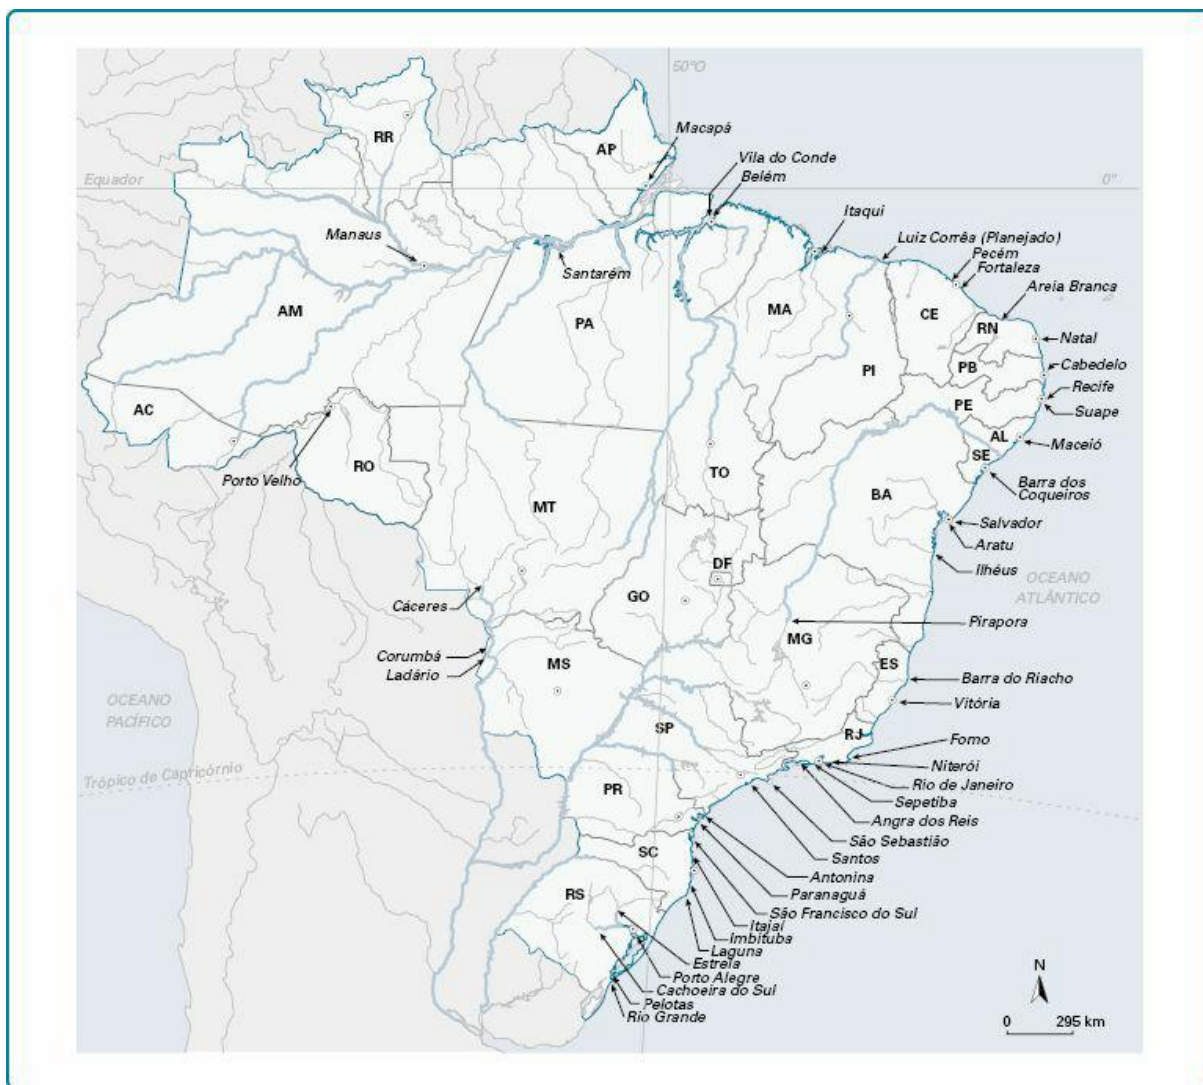 50°O
Macapá
RR
AP
Vila do Conde
Belém
Equador
0°
Itaqui
Manaus
Luiz Corrêa (Planejado)
Pecém
Fortaleza
Santarém
Areia Branca
AM
PA
MA
CE
RN
Natal
PB
Cabedelo
PI
Recife
AC
PE
Suape
AL
Maceió
SE
RO
TO
Porto Velho
Barra dos
Coqueiros
BA
MT
Salvador
Aratu
DF
Ilhéus
OCEANO
ATLÂNTICO
GO
Cáceres
Pirapora
MG
Corumbá
MS
Ladário
ES
Barra do Riacho
OCEANO
PACÍFICO
Vitória
SP
RJ
Forno
Niterói
Trópico de Capricórnio
Rio de Janeiro
PR
Sepetiba
Angra dos Reis
São Sebastião
SC
Santos
Antonina
RS
Paranaguá
São Francisco do Sul
Itajaí
Imbituba
Laguna
Estrela
Porto Alegre
Cachoeira do Sul
Pelotas
Rio Grande
N
0 295 km